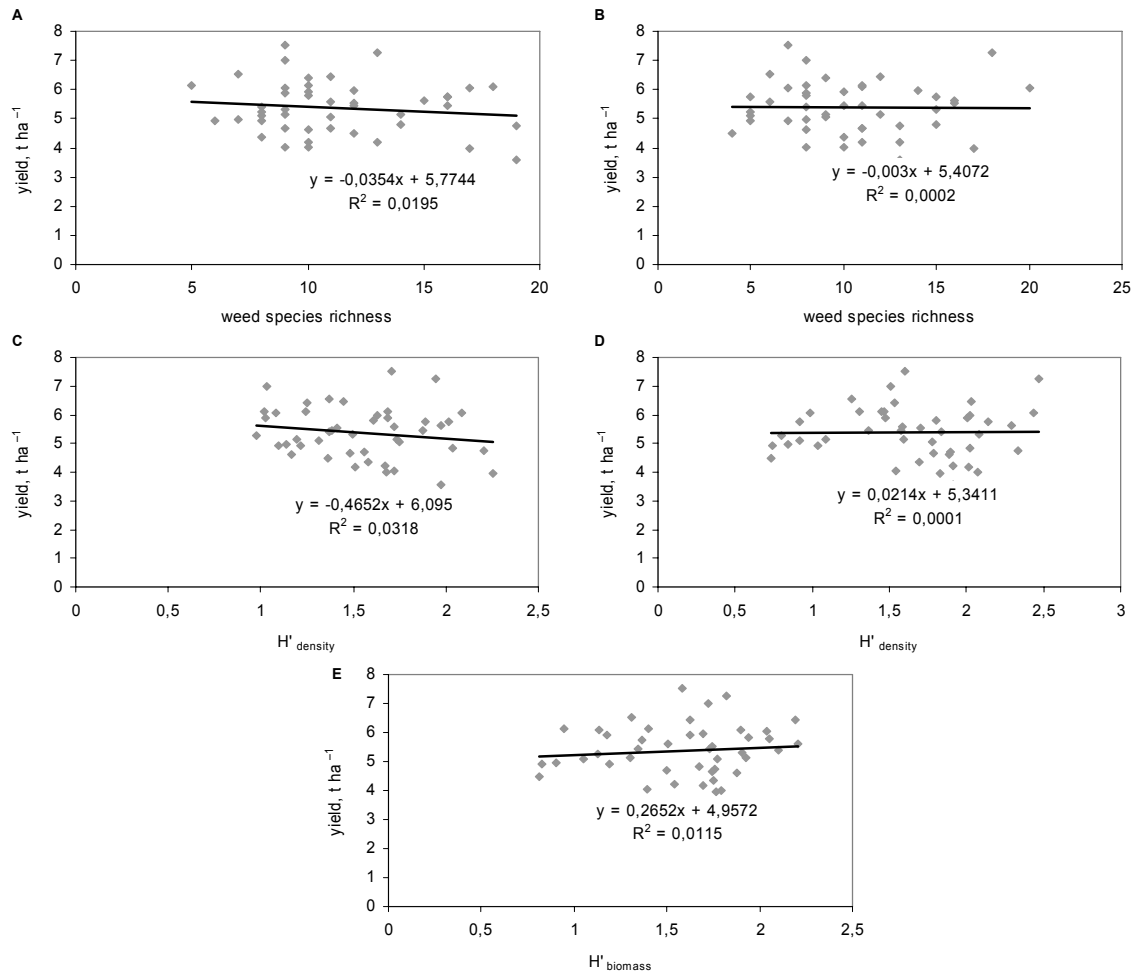 A
8
7
6
5
4
3
2
1
0
yield, t ha⁻¹
y = -0,0354x + 5,7744
R² = 0,0195
0 5 10 15 20
weed species richness
B
8
7
6
5
4
3
2
1
0
yield, t ha⁻¹
y = -0,003x + 5,4072
R² = 0,0002
0 5 10 15 20 25
weed species richness
C
8
7
6
5
4
3
2
1
0
yield, t ha⁻¹
y = -0,4652x + 6,095
R² = 0,0318
0 0,5 1 1,5 2 2,5
H' density
D
8
7
6
5
4
3
2
1
0
yield, t ha⁻¹
y = 0,0214x + 5,3411
R² = 0,0001
0 0,5 1 1,5 2 2,5 3
H' density
E
8
7
6
5
4
3
2
1
0
yield, t ha⁻¹
y = 0,2652x + 4,9572
R² = 0,0115
0 0,5 1 1,5 2 2,5
H' biomass